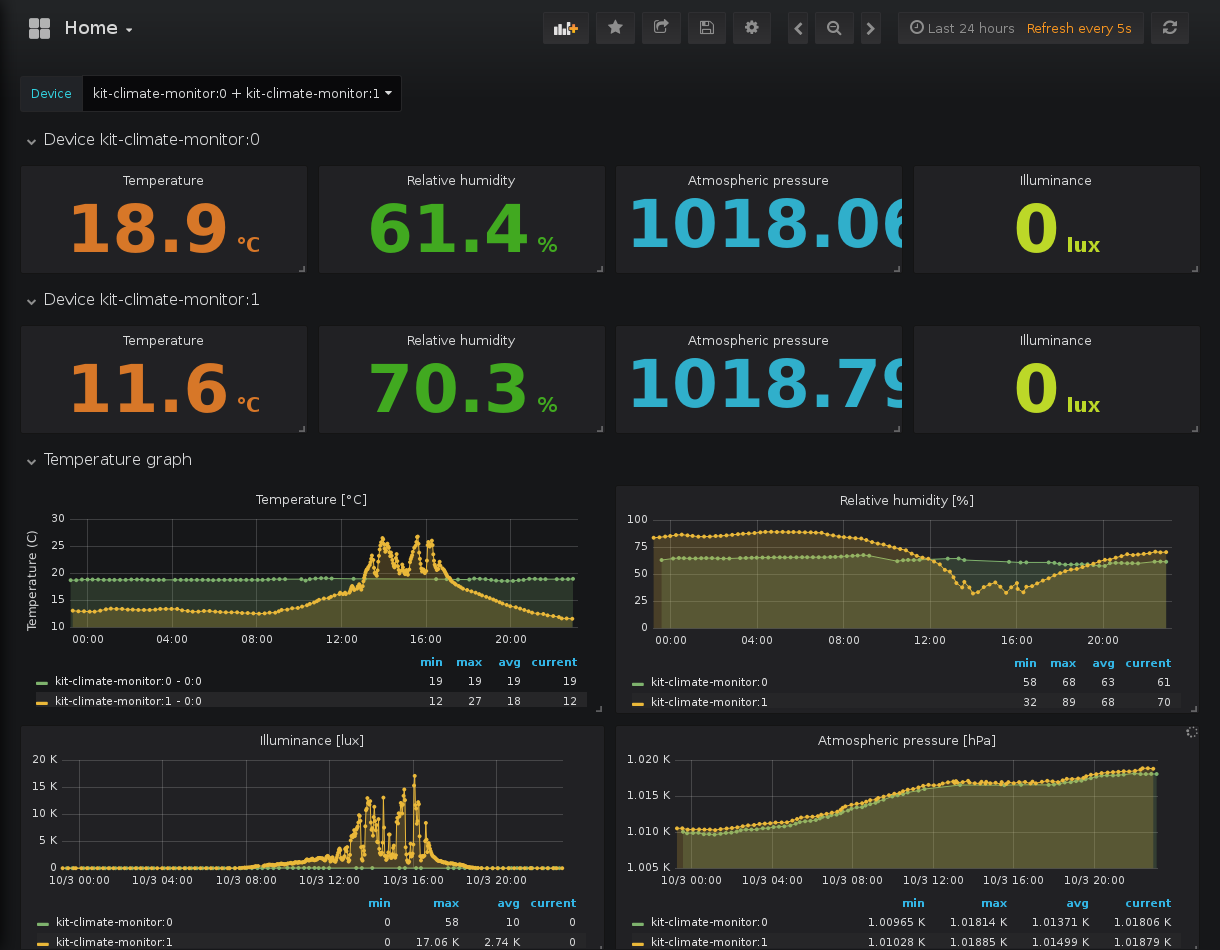 Home
Last 24 hours Refresh every 5s
Device kit-climate-monitor:0 + kit-climate-monitor:1
Device kit-climate-monitor:0
Temperature Relative humidity Atmospheric pressure Illuminance
18.9 °C 61.4 % 1018.06 0 lux
Device kit-climate-monitor:1
Temperature Relative humidity Atmospheric pressure Illuminance
11.6 °C 70.3 % 1018.79 0 lux
Temperature graph
Temperature [°C]
Temperature (C)
30
25
20
15
10
00:00 04:00 08:00 12:00 16:00 20:00
min max avg current
kit-climate-monitor:0 - 0:0 19 19 19 19
kit-climate-monitor:1 - 0:0 12 27 18 12
Relative humidity [%]
100
75
50
25
0
00:00 04:00 08:00 12:00 16:00 20:00
min max avg current
kit-climate-monitor:0 58 68 63 61
kit-climate-monitor:1 32 89 68 70
Illuminance [lux]
20 K
15 K
10 K
5 K
0
10/3 00:00 10/3 04:00 10/3 08:00 10/3 12:00 10/3 16:00 10/3 20:00
min max avg current
kit-climate-monitor:0 0 58 10 0
kit-climate-monitor:1 0 17.06 K 2.74 K 0
Atmospheric pressure [hPa]
1.020 K
1.015 K
1.010 K
1.005 K
10/3 00:00 10/3 04:00 10/3 08:00 10/3 12:00 10/3 16:00 10/3 20:00
min max avg current
kit-climate-monitor:0 1.00965 K 1.01814 K 1.01371 K 1.01806 K
kit-climate-monitor:1 1.01028 K 1.01885 K 1.01499 K 1.01879 K